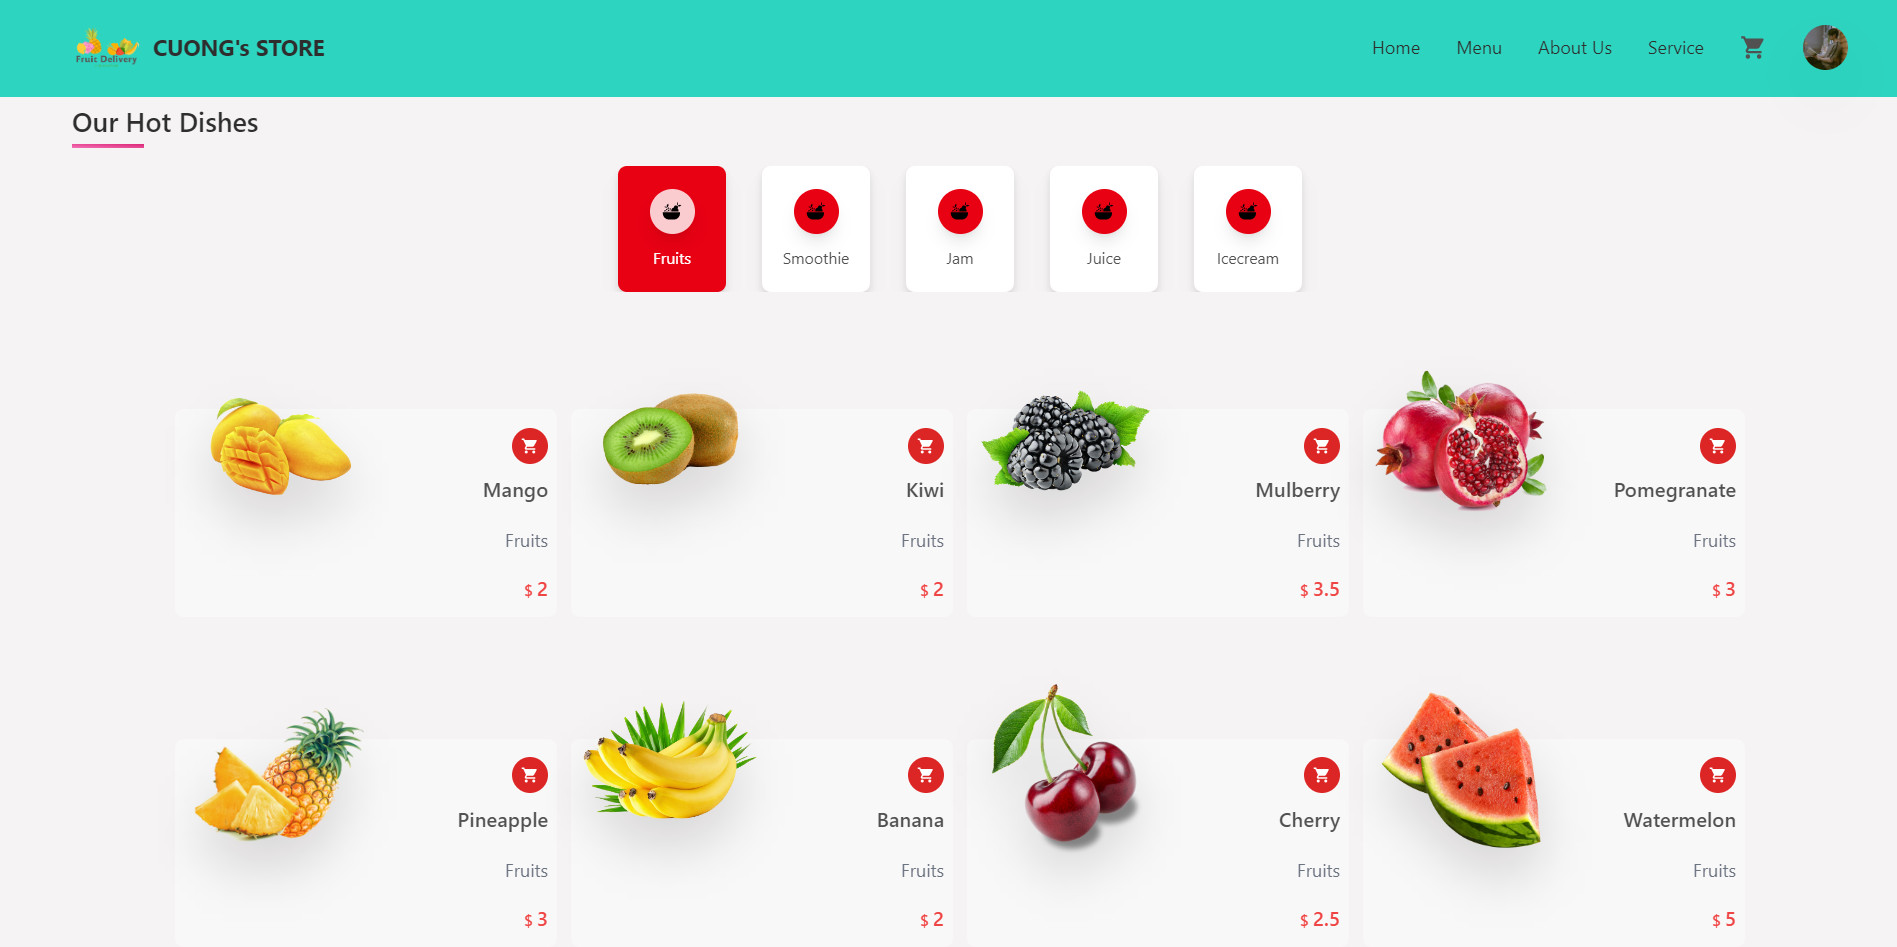 Fruit Delivery
CUONG's STORE
Home
Menu
About Us
Service
Our Hot Dishes
Fruits
Smoothie
Jam
Juice
Icecream
Mango
Fruits
$ 2
Kiwi
Fruits
$ 2
Mulberry
Fruits
$ 3.5
Pomegranate
Fruits
$ 3
Pineapple
Fruits
$ 3
Banana
Fruits
$ 2
Cherry
Fruits
$ 2.5
Watermelon
Fruits
$ 5